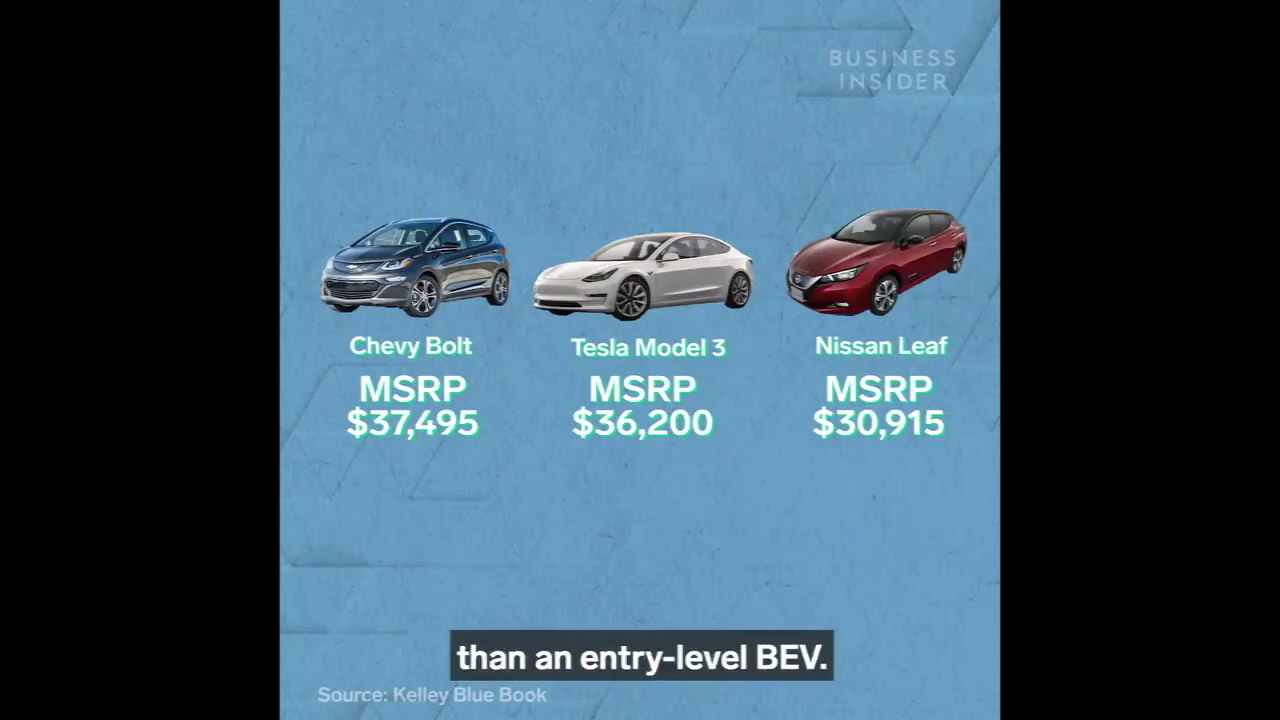 BUSINESS
INSIDER
Chevy Bolt
MSRP
$37,495
Tesla Model 3
MSRP
$36,200
Nissan Leaf
MSRP
$30,915
than an entry-level BEV.
Source: Kelley Blue Book